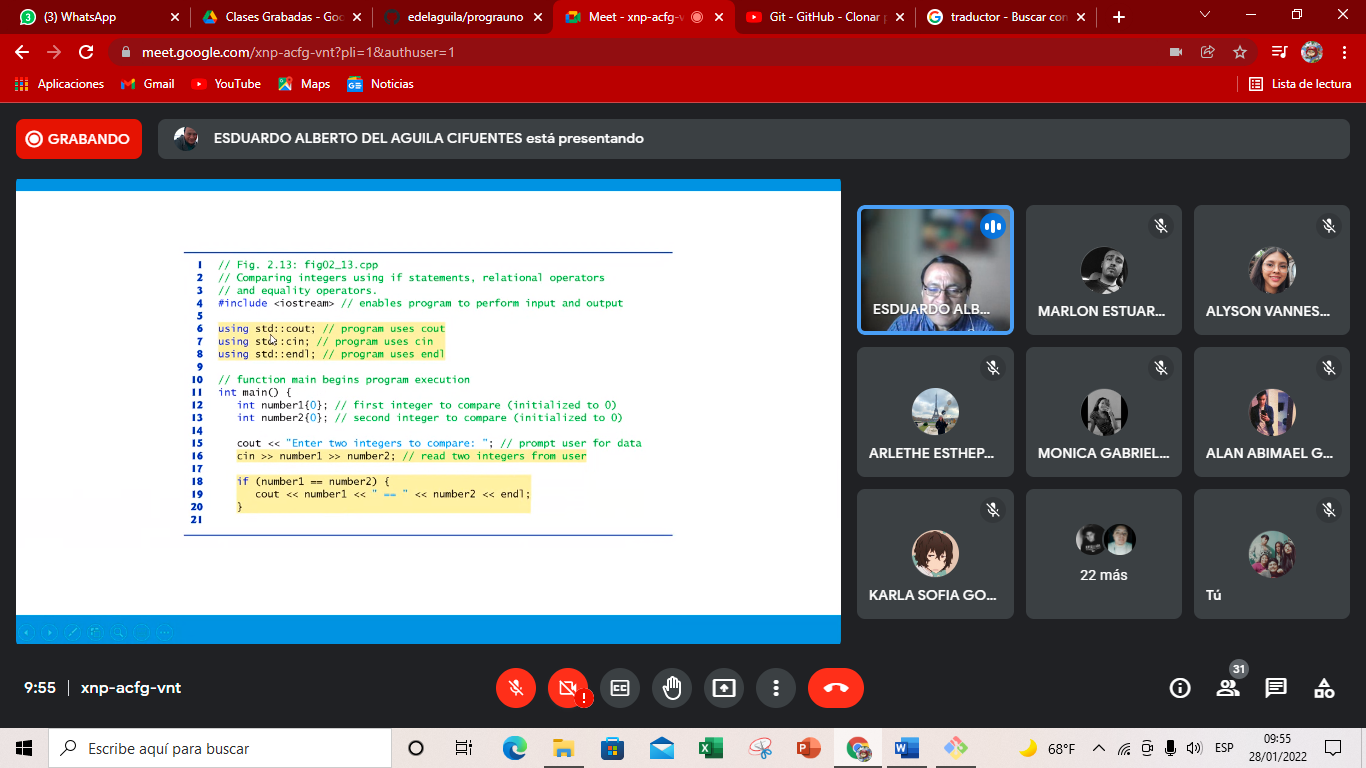 (3) WhatsApp
Clases Grabadas - Goo
edelaguila/prograuno
Meet - xnp-acfg-v
Git - GitHub - Clonar
traductor - Buscar con
meet.google.com/xnp-acfg-vnt?pli=1&authuser=1
Aplicaciones
Gmail
YouTube
Maps
Noticias
Lista de lectura
GRABANDO
ESDUARDO ALBERTO DEL AGUILA CIFUENTES está presentando
1 // Fig. 2.13: fig02_13.cpp
2 // Comparing integers using if statements, relational operators
3 // and equality operators.
4 #include <iostream> // enables program to perform input and output
5
6 using std::cout; // program uses cout
7 using std::cin; // program uses cin
8 using std::endl; // program uses endl
9
10 // function main begins program execution
11 int main() {
12 int number1{0}; // first integer to compare (initialized to 0)
13 int number2{0}; // second integer to compare (initialized to 0)
14
15 cout << "Enter two integers to compare: "; // prompt user for data
16 cin >> number1 >> number2; // read two integers from user
17
18 if (number1 == number2) {
19 cout << number1 << " == " << number2 << endl;
20 }
21
ESDUARDO ALB...
MARLON ESTUAR...
ALYSON VANNES...
ARLETHE ESTHEP...
MONICA GABRIEL...
ALAN ABIMAEL G...
KARLA SOFIA GO...
22 más
Tú
9:55 | xnp-acfg-vnt
31
Escribe aquí para buscar
68°F
ESP
09:55
28/01/2022